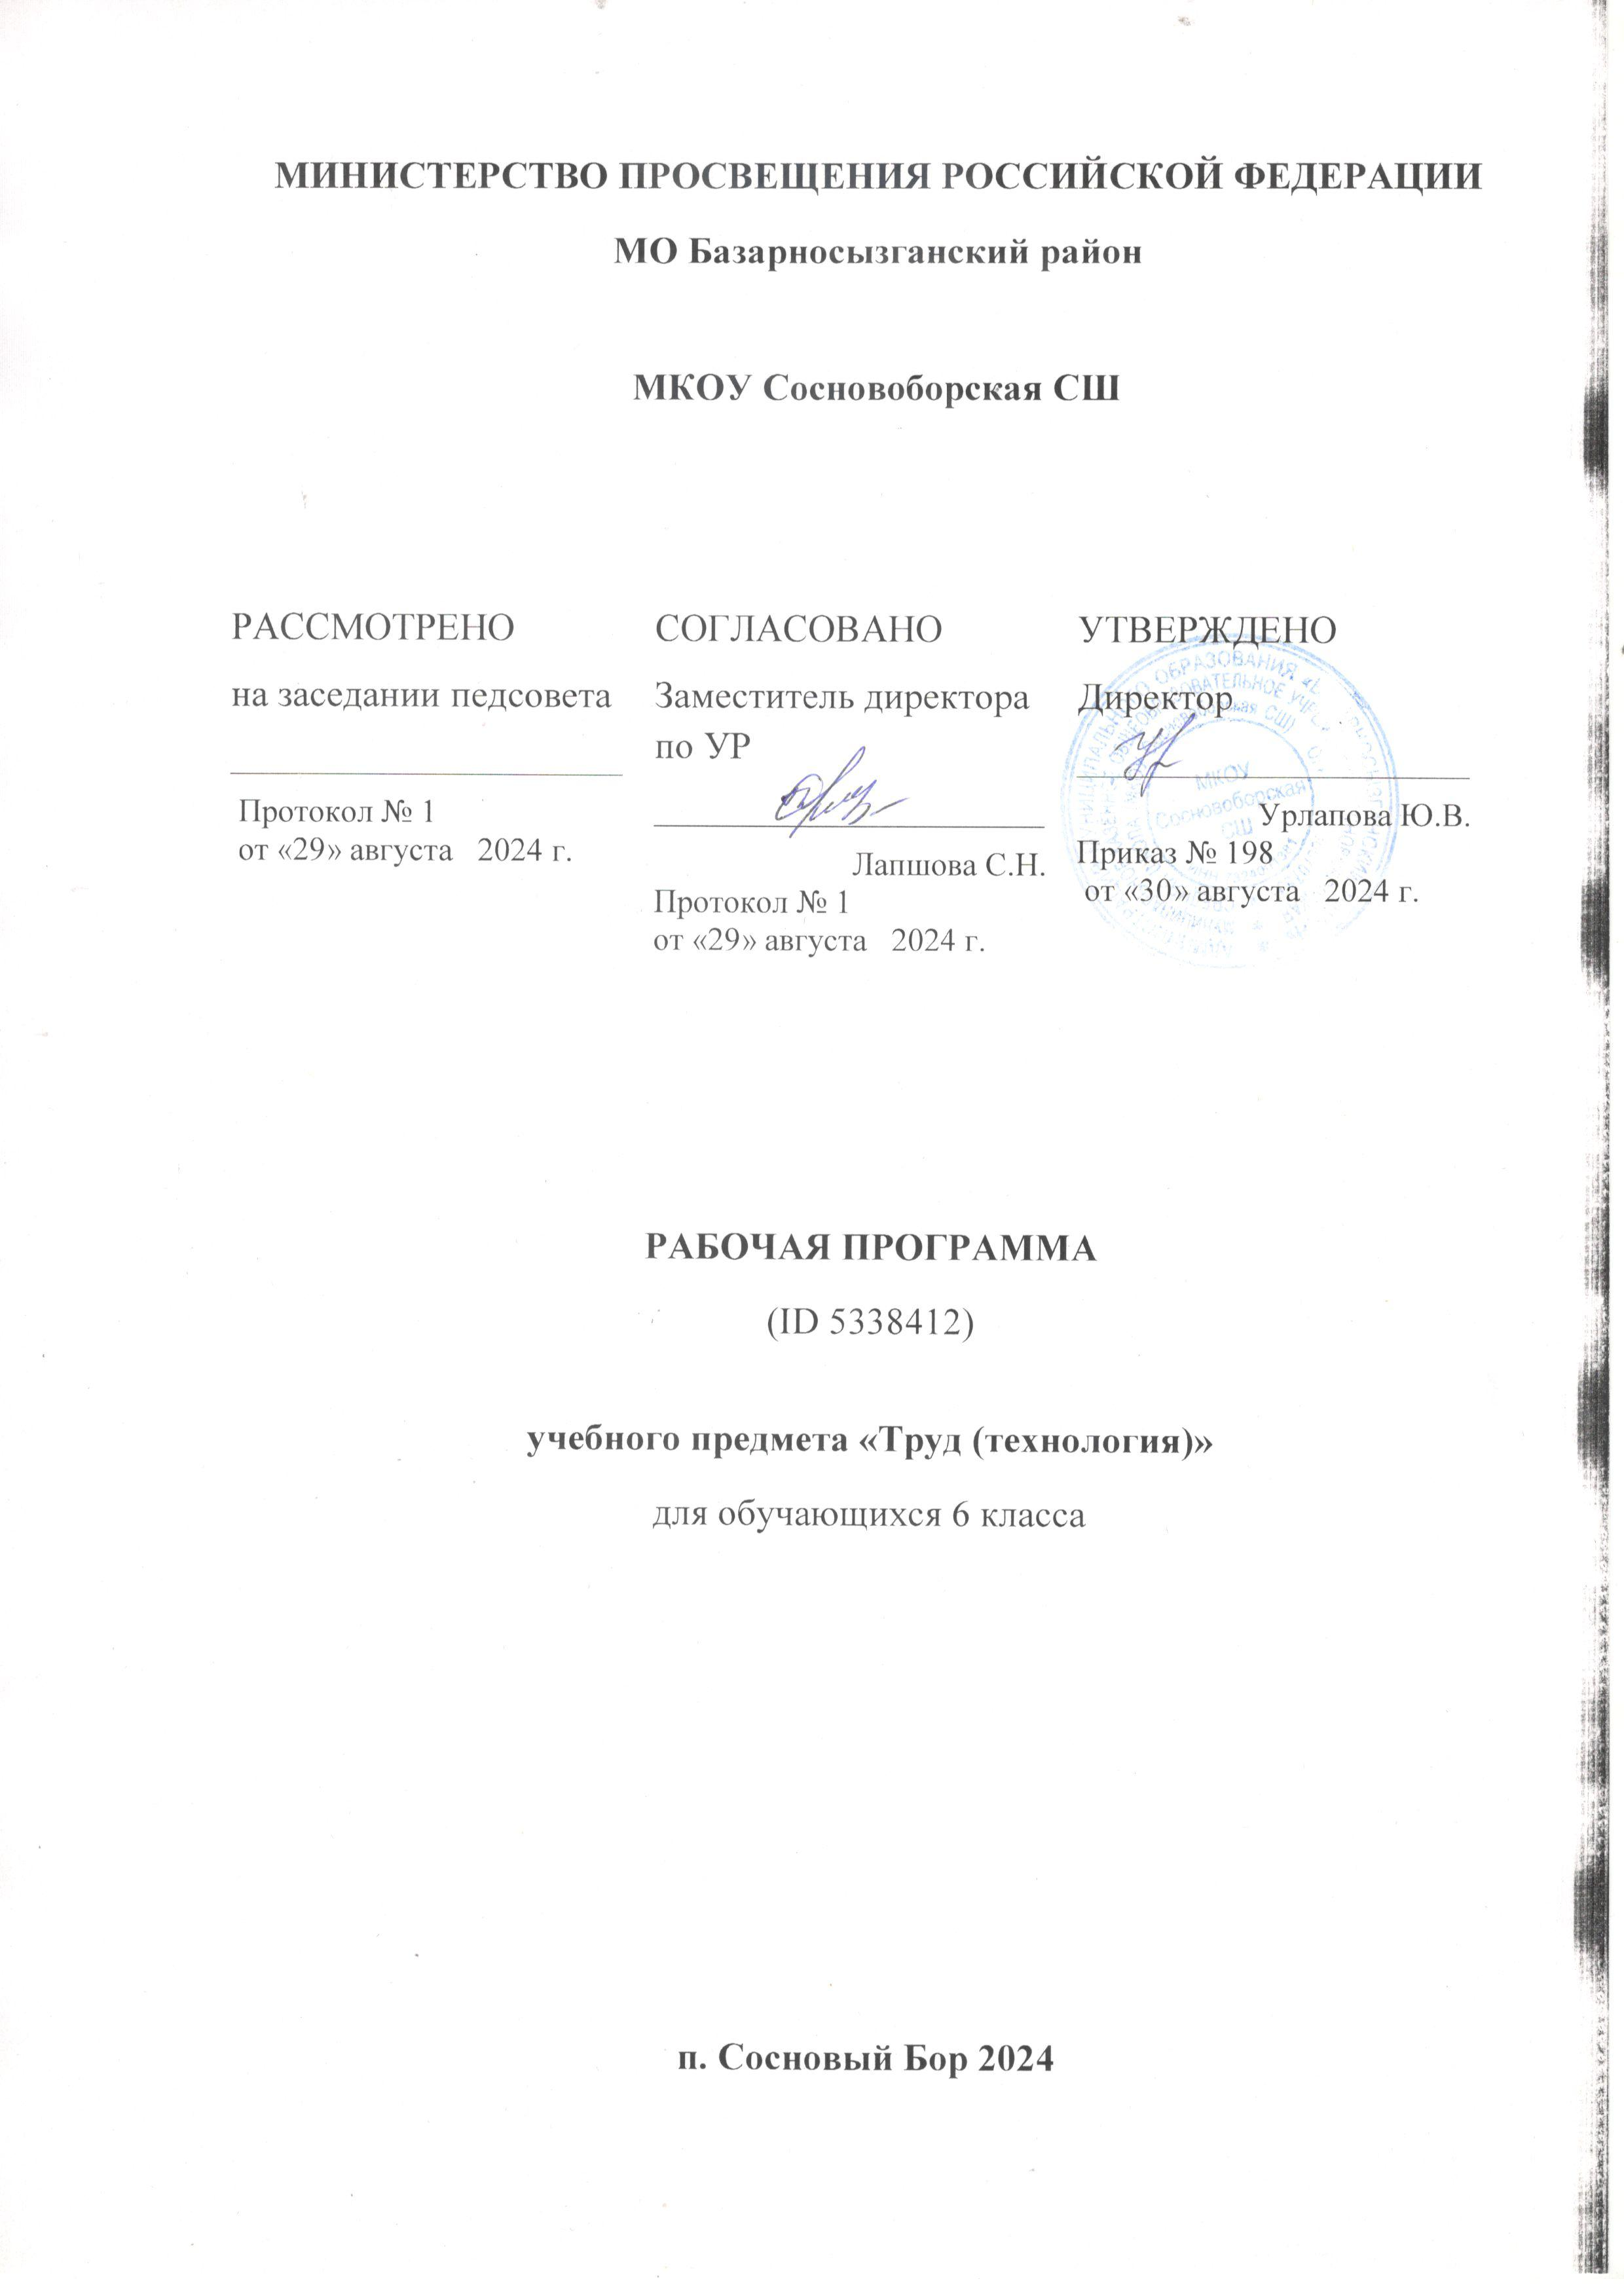 МИНИСТЕРСТВО ПРОСВЕЩЕНИЯ РОССИЙСКОЙ ФЕДЕРАЦИИ
МО Базарносызганский район
МКОУ Сосновоборская СШ
РАССМОТРЕНО
на заседании педсовета
Протокол № 1
от «29» августа 2024 г.
СОГЛАСОВАНО
Заместитель директора
по УР
Лапшова С.Н.
Протокол № 1
от «29» августа 2024 г.
УТВЕРЖДЕНО
Директор
Урлапова Ю.В.
Приказ № 198
от «30» августа 2024 г.
МКОУ
Сосновоборская
СШ
РАБОЧАЯ ПРОГРАММА
(ID 5338412)
учебного предмета «Труд (технология)»
для обучающихся 6 класса
п. Сосновый Бор 2024